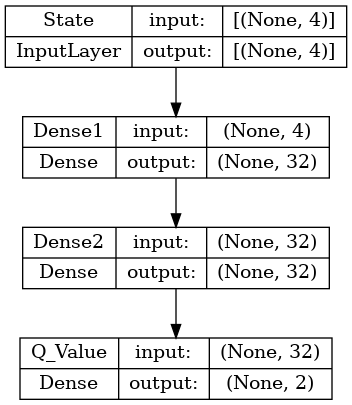 State input: [(None, 4)]
InputLayer output: [(None, 4)]
Dense1 input: (None, 4)
Dense output: (None, 32)
Dense2 input: (None, 32)
Dense output: (None, 32)
Q_Value input: (None, 32)
Dense output: (None, 2)